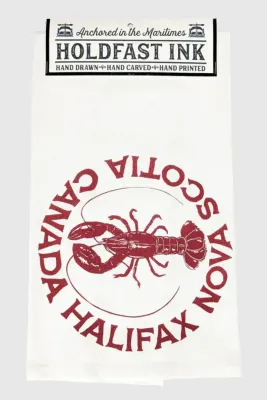 Anchored in the Maritimes
HOLDFAST INK
HAND DRAWN HAND CARVED HAND PRINTED
HALIFAX NOVA SCOTIA CANADA